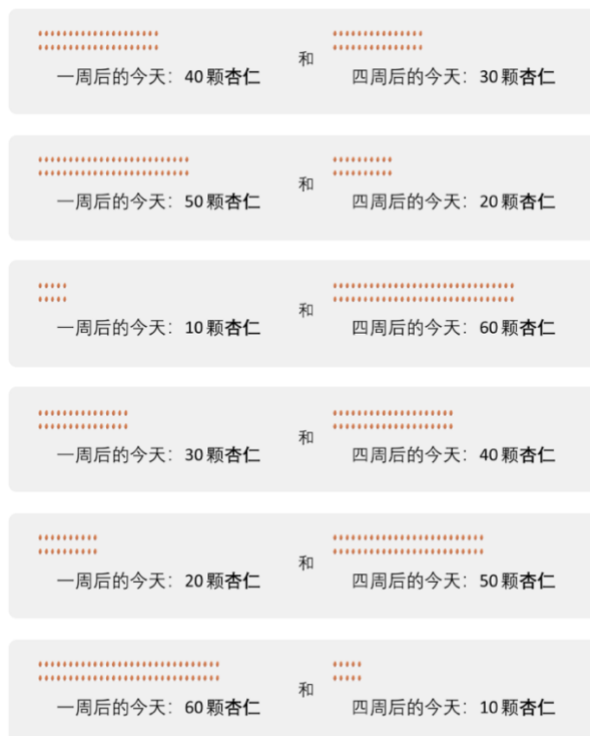 和
一周后的今天：40 颗杏仁 四周后的今天：30 颗杏仁
和
一周后的今天：50 颗杏仁 四周后的今天：20 颗杏仁
和
一周后的今天：10 颗杏仁 四周后的今天：60 颗杏仁
和
一周后的今天：30 颗杏仁 四周后的今天：40 颗杏仁
和
一周后的今天：20 颗杏仁 四周后的今天：50 颗杏仁
和
一周后的今天：60 颗杏仁 四周后的今天：10 颗杏仁